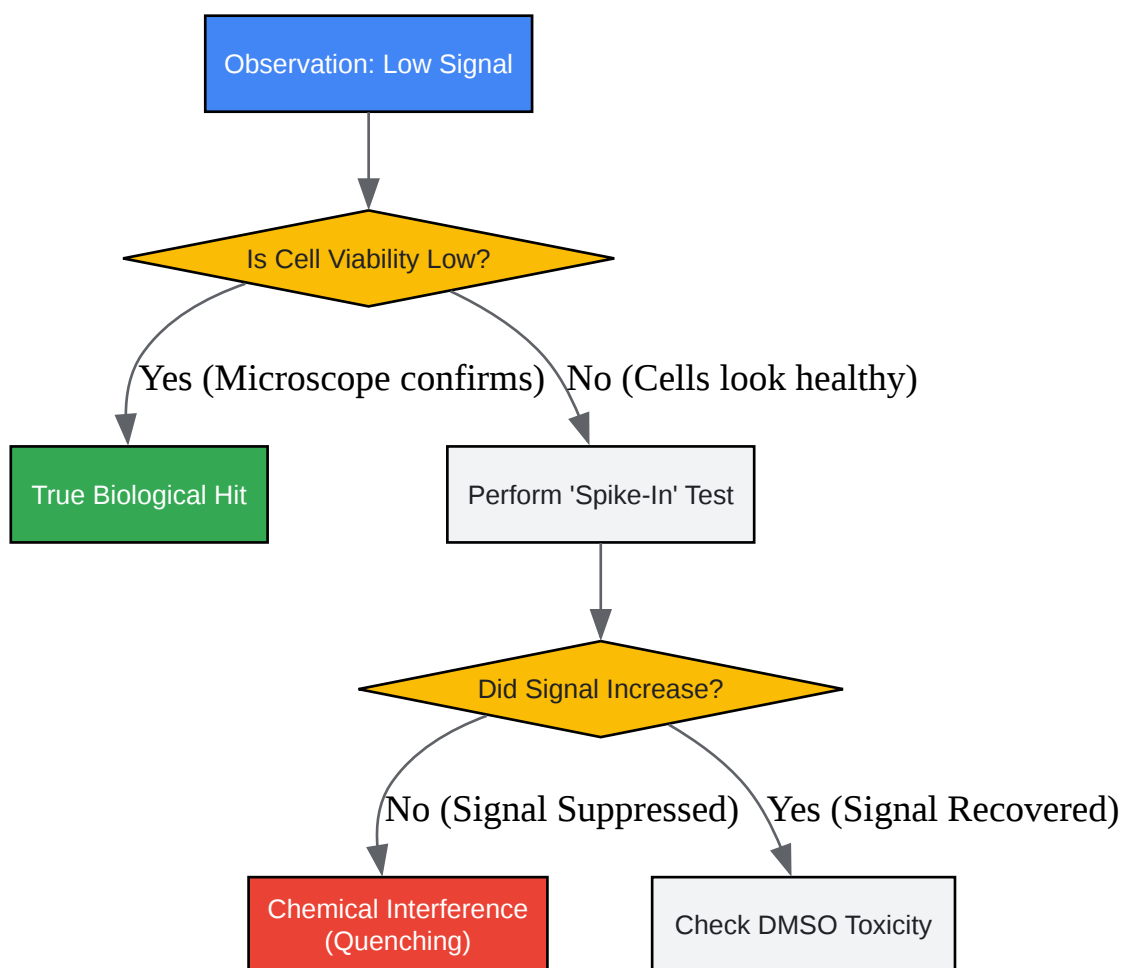 Observation: Low Signal
Is Cell Viability Low?
Yes (Microscope confirms)
No (Cells look healthy)
True Biological Hit
Perform 'Spike-In' Test
Did Signal Increase?
No (Signal Suppressed)
Yes (Signal Recovered)
Chemical Interference
(Quenching)
Check DMSO Toxicity